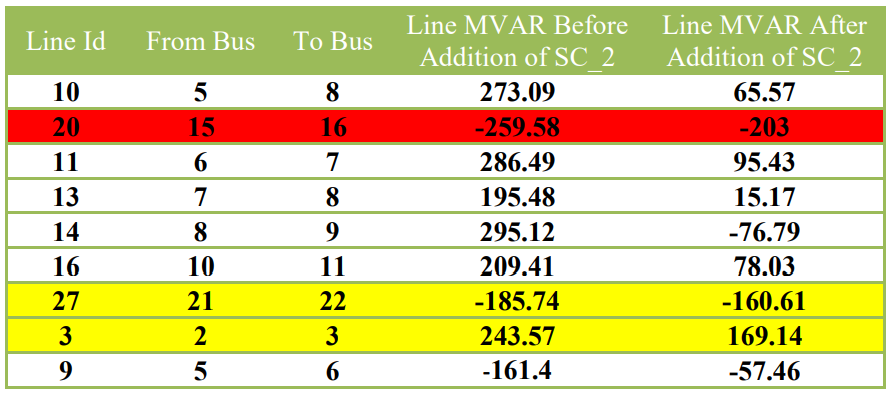 Line Id From Bus To Bus Line MVAR Before Addition of SC_2 Line MVAR After Addition of SC_2
10 5 8 273.09 65.57
20 15 16 -259.58 -203
11 6 7 286.49 95.43
13 7 8 195.48 15.17
14 8 9 295.12 -76.79
16 10 11 209.41 78.03
27 21 22 -185.74 -160.61
3 2 3 243.57 169.14
9 5 6 -161.4 -57.46